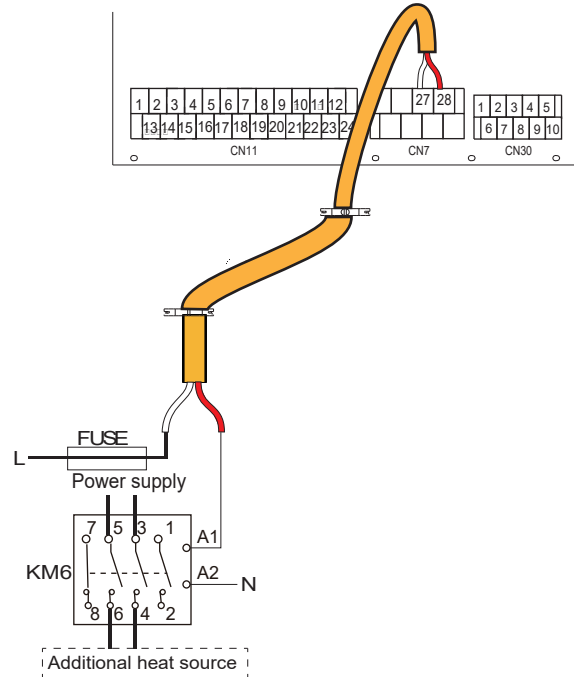 27 28
1 2 3 4 5 6 7 8 9 10 11 12
1 2 3 4 5
13 14 15 16 17 18 19 20 21 22 23 24
6 7 8 9 10
CN11 CN7 CN30
FUSE
L
Power supply
7 5 3 1
A1
KM6
A2
N
8 6 4 2
Additional heat source